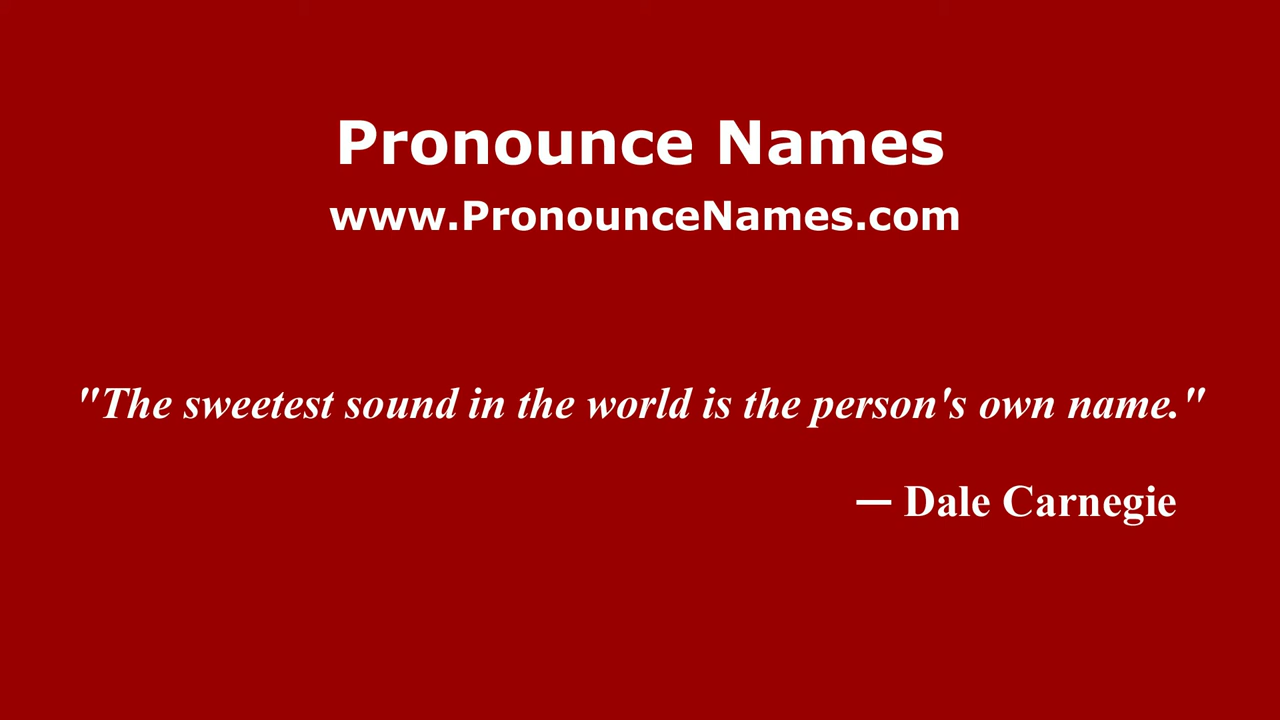 Pronounce Names
www.PronounceNames.com
"The sweetest sound in the world is the person's own name."
— Dale Carnegie